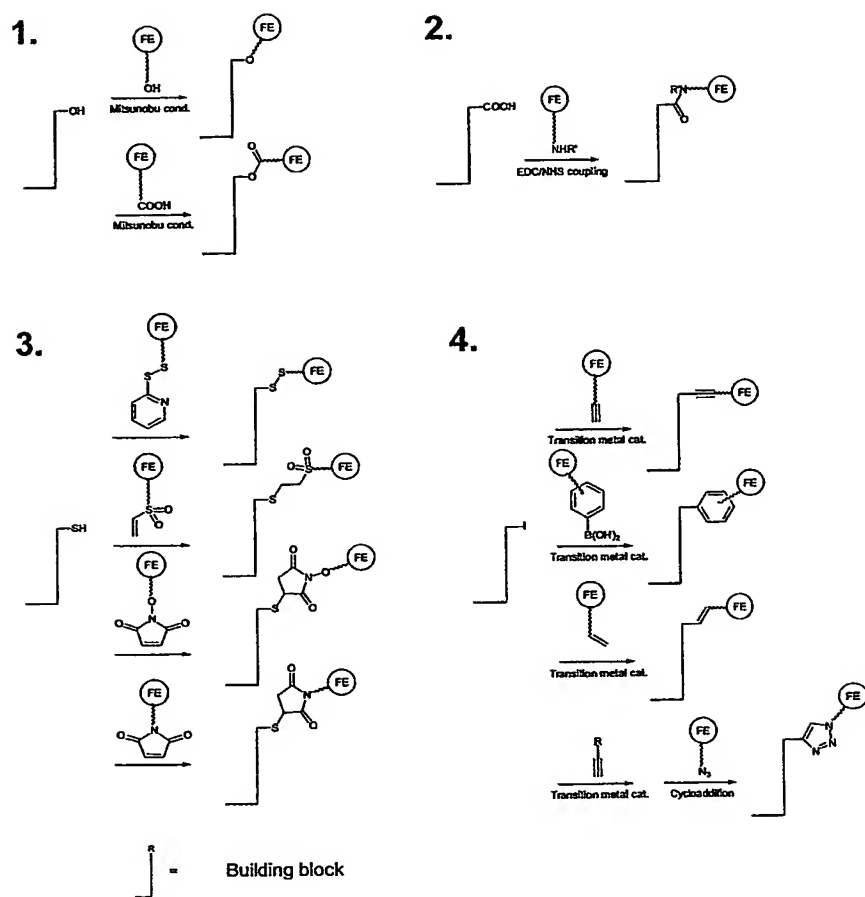 1.
FE
OH
OH
Mitsunobu cond.
FE
O
FE
COOH
Mitsunobu cond.
O
FE
O
2.
COOH
FE
NHR'
EDC/NHS coupling
R'
N
FE
O
3.
SH
FE
S
S
N
S
S
FE
FE
O
S
O
O
O
S
FE
S
FE
O
O
N
O
O
N
O
FE
S
O
FE
N
O
O
O
N
FE
S
O
4.
I
FE
Transition metal cat.
FE
FE
B(OH)2
Transition metal cat.
FE
FE
Transition metal cat.
FE
R
Transition metal cat.
FE
N3
Cycloaddition
FE
N
N
N
R
= Building block